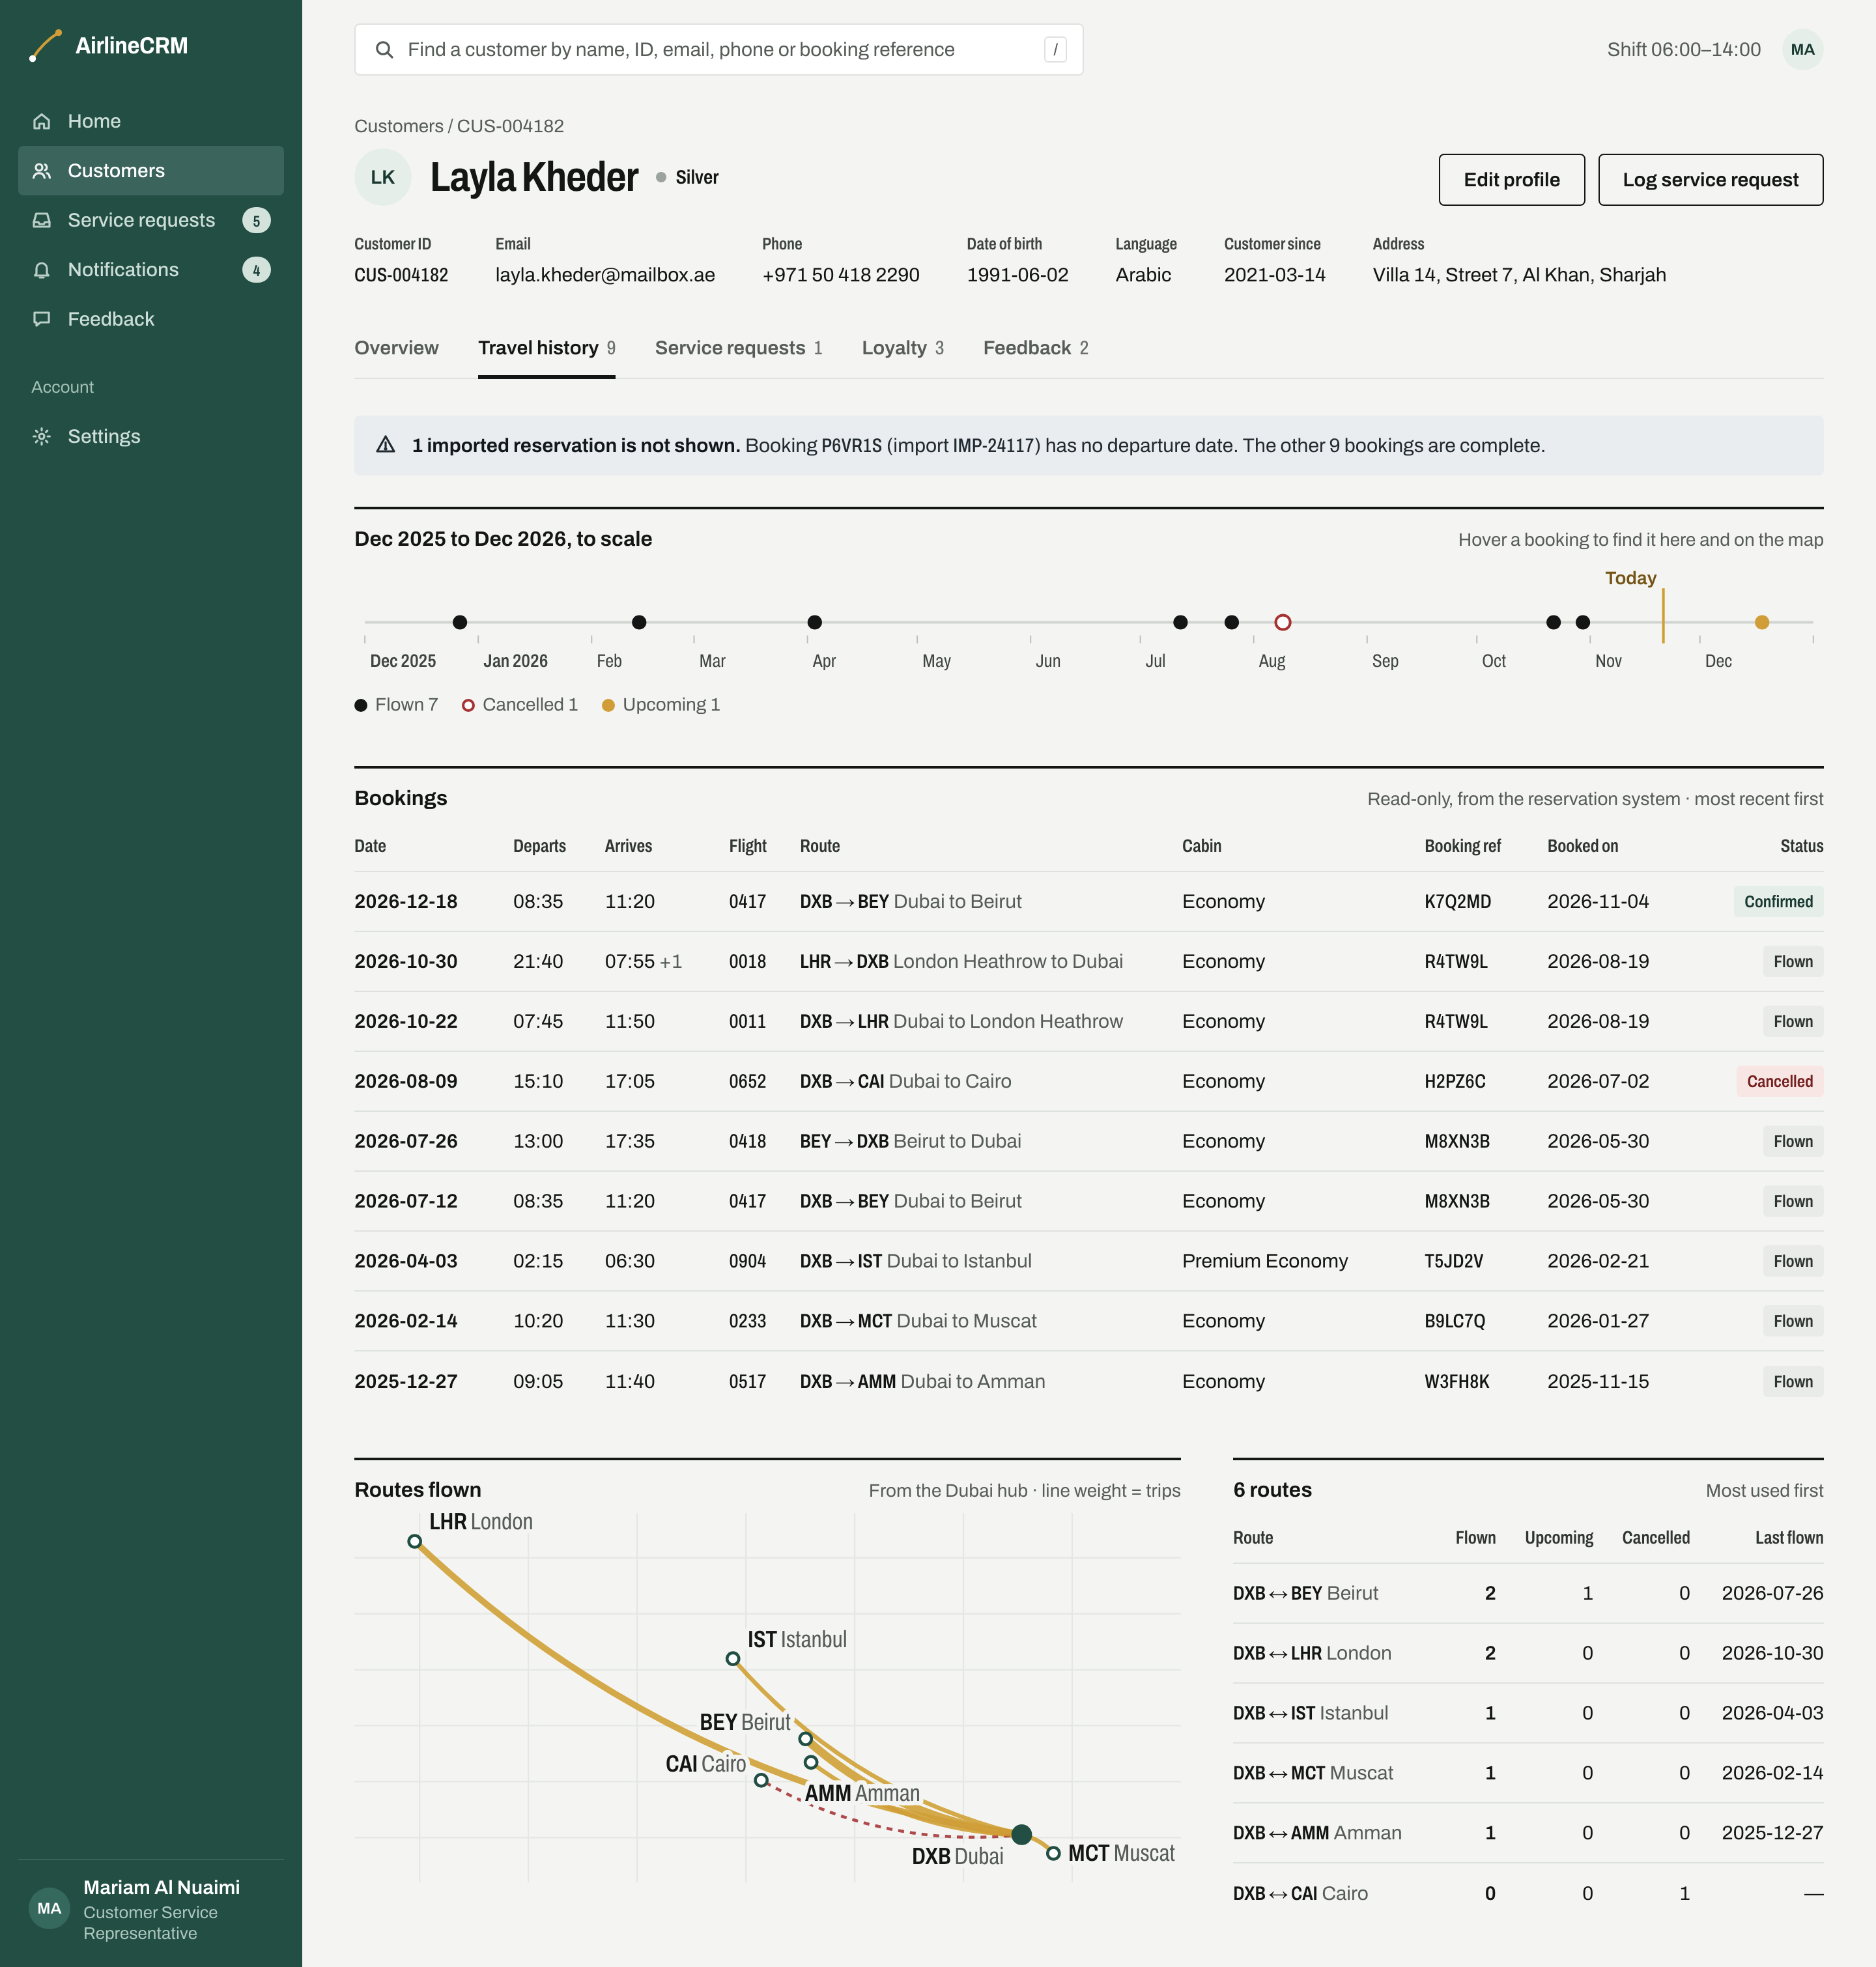 AirlineCRM
Home
Customers
Service requests 5
Notifications 4
Feedback
Account
Settings
MA
Mariam Al Nuaimi
Customer Service
Representative
Find a customer by name, ID, email, phone or booking reference /
Shift 06:00–14:00 MA
Customers / CUS-004182
LK Layla Kheder Silver
Edit profile Log service request
Customer ID Email Phone Date of birth Language Customer since Address
CUS-004182 layla.kheder@mailbox.ae +971 50 418 2290 1991-06-02 Arabic 2021-03-14 Villa 14, Street 7, Al Khan, Sharjah
Overview Travel history 9 Service requests 1 Loyalty 3 Feedback 2
1 imported reservation is not shown. Booking P6VR1S (import IMP-24117) has no departure date. The other 9 bookings are complete.
Dec 2025 to Dec 2026, to scale Hover a booking to find it here and on the map
Today
Dec 2025 Jan 2026 Feb Mar Apr May Jun Jul Aug Sep Oct Nov Dec
Flown 7 Cancelled 1 Upcoming 1
Bookings Read-only, from the reservation system · most recent first
Date Departs Arrives Flight Route Cabin Booking ref Booked on Status
2026-12-18 08:35 11:20 0417 DXB → BEY Dubai to Beirut Economy K7Q2MD 2026-11-04 Confirmed
2026-10-30 21:40 07:55 +1 0018 LHR → DXB London Heathrow to Dubai Economy R4TW9L 2026-08-19 Flown
2026-10-22 07:45 11:50 0011 DXB → LHR Dubai to London Heathrow Economy R4TW9L 2026-08-19 Flown
2026-08-09 15:10 17:05 0652 DXB → CAI Dubai to Cairo Economy H2PZ6C 2026-07-02 Cancelled
2026-07-26 13:00 17:35 0418 BEY → DXB Beirut to Dubai Economy M8XN3B 2026-05-30 Flown
2026-07-12 08:35 11:20 0417 DXB → BEY Dubai to Beirut Economy M8XN3B 2026-05-30 Flown
2026-04-03 02:15 06:30 0904 DXB → IST Dubai to Istanbul Premium Economy T5JD2V 2026-02-21 Flown
2026-02-14 10:20 11:30 0233 DXB → MCT Dubai to Muscat Economy B9LC7Q 2026-01-27 Flown
2025-12-27 09:05 11:40 0517 DXB → AMM Dubai to Amman Economy W3FH8K 2025-11-15 Flown
Routes flown From the Dubai hub · line weight = trips
LHR London
IST Istanbul
BEY Beirut
CAI Cairo
AMM Amman
DXB Dubai
MCT Muscat
6 routes Most used first
Route Flown Upcoming Cancelled Last flown
DXB ↔ BEY Beirut 2 1 0 2026-07-26
DXB ↔ LHR London 2 0 0 2026-10-30
DXB ↔ IST Istanbul 1 0 0 2026-04-03
DXB ↔ MCT Muscat 1 0 0 2026-02-14
DXB ↔ AMM Amman 1 0 0 2025-12-27
DXB ↔ CAI Cairo 0 0 1 —